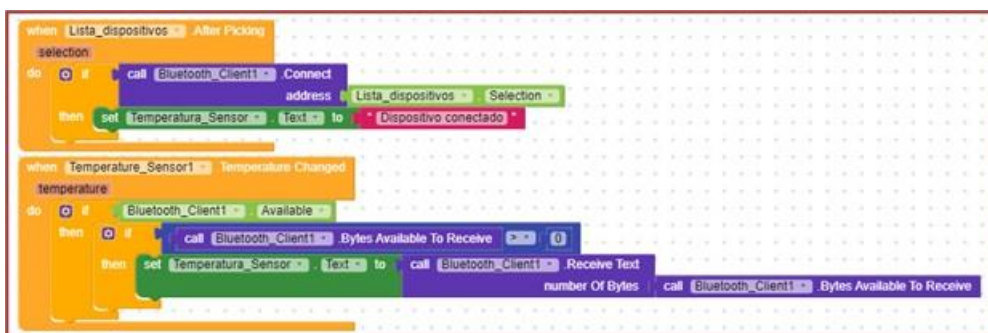 when Lista_dispositivos .After Picking
selection
do if call Bluetooth_Client1 .Connect
address Lista_dispositivos . Selection
then set Temperatura_Sensor . Text to " Dispositivo conectado "
when Temperature_Sensor1 .Temperature Changed
temperature
do if Bluetooth_Client1 . Available
then if call Bluetooth_Client1 .Bytes Available To Receive > 0
then set Temperatura_Sensor . Text to call Bluetooth_Client1 .Receive Text
number Of Bytes call Bluetooth_Client1 .Bytes Available To Receive